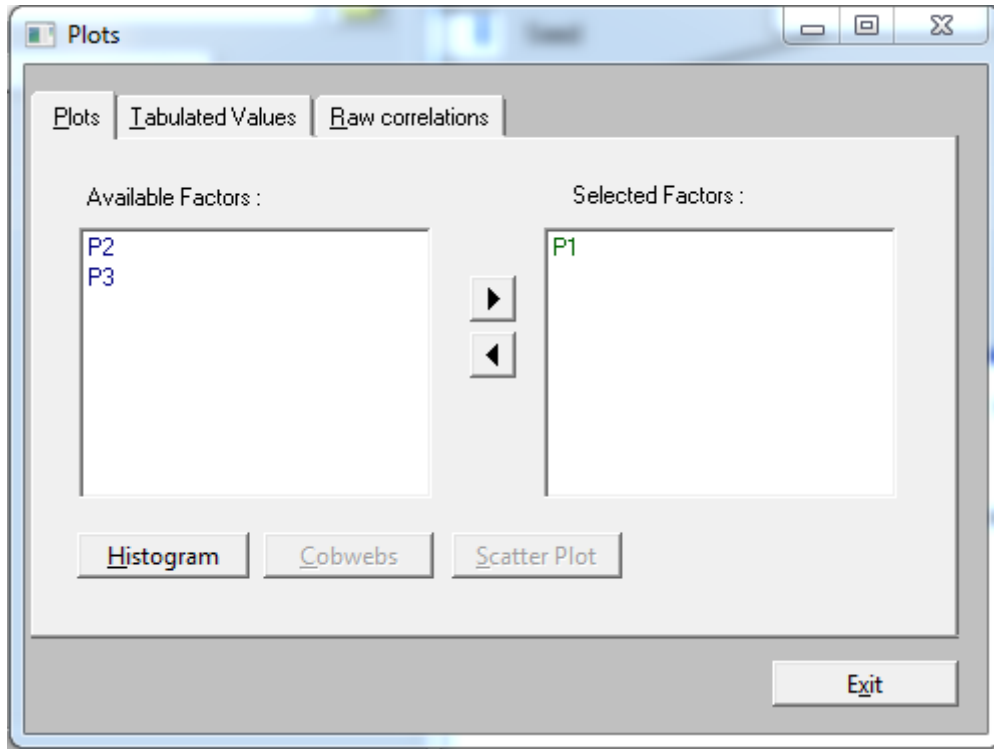 Plots
Plots Tabulated Values Raw correlations
Available Factors :
Selected Factors :
P2
P3
P1
Histogram Cobwebs Scatter Plot
Exit